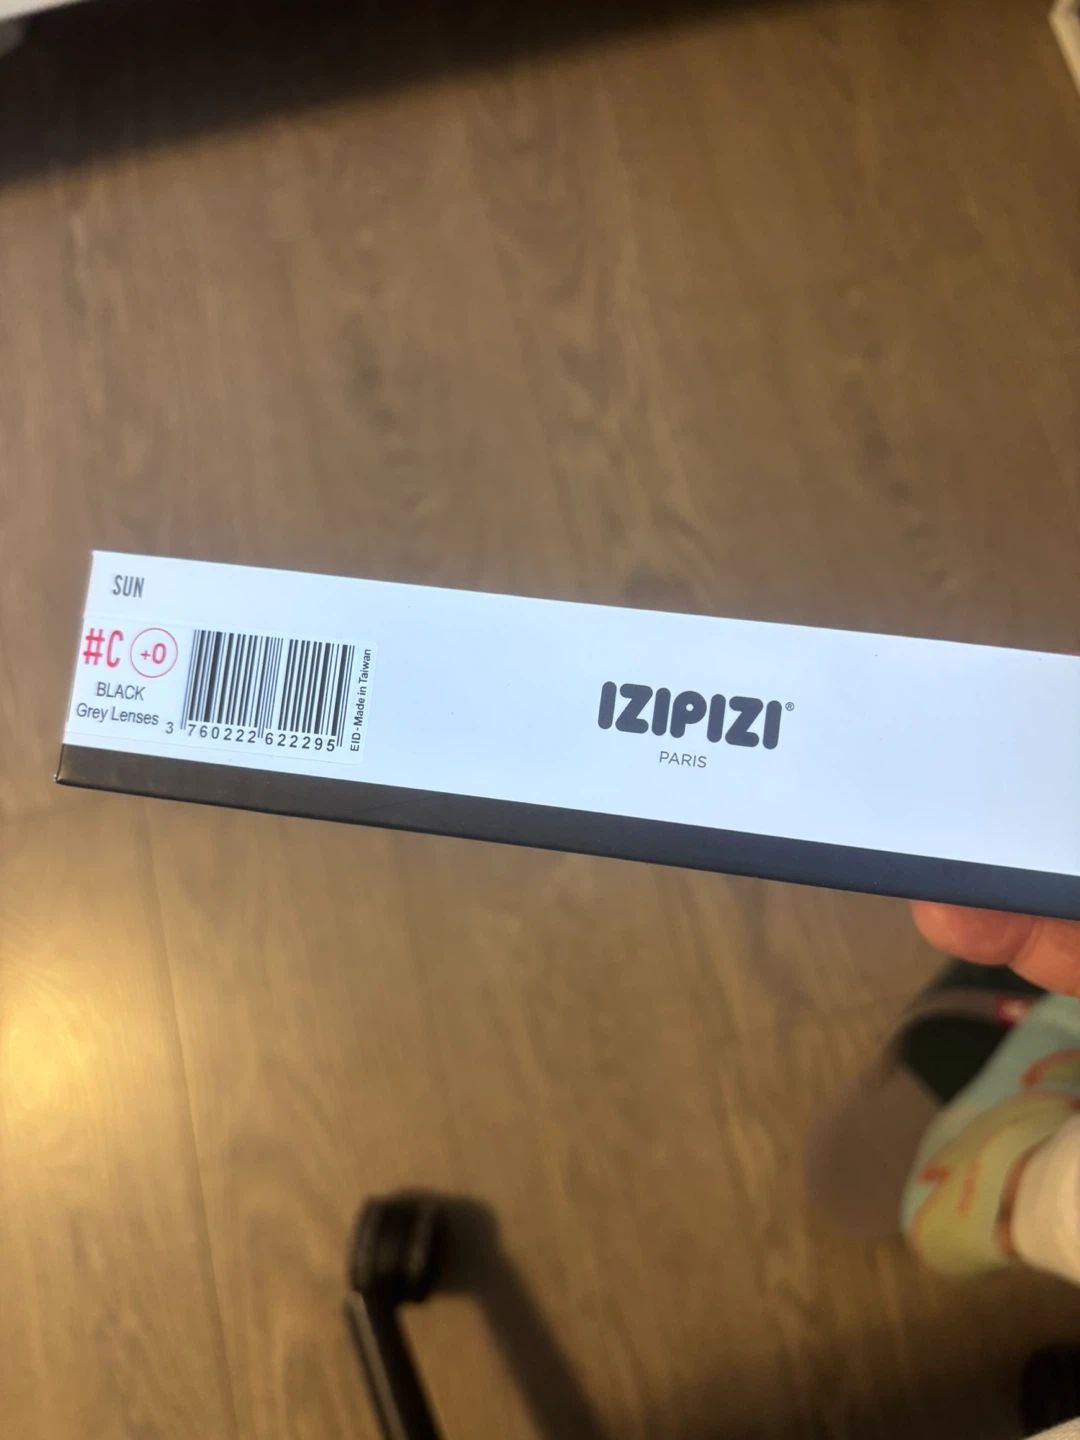 SUN
#C +0
BLACK
Grey Lenses
3 760222 622295
EID - Made in Taiwan
IZIPIZI®
PARIS